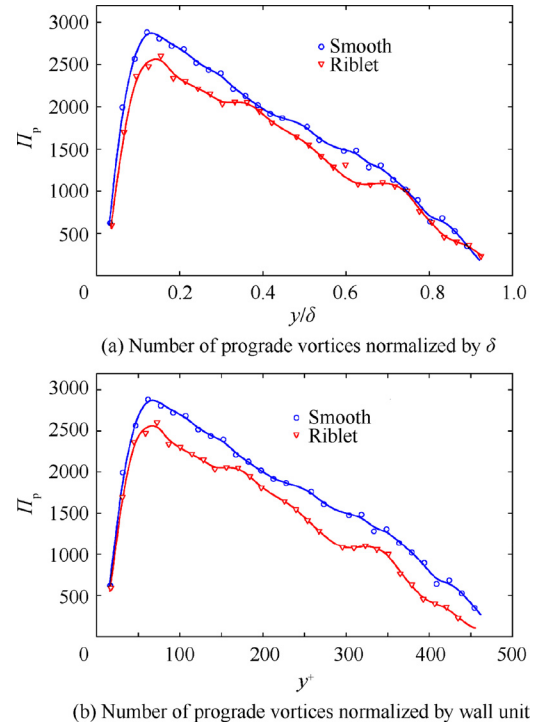 3000
2500
2000
1500
1000
500
0
Πp
Smooth
Riblet
0.2 0.4 0.6 0.8 1.0
y/δ
(a) Number of prograde vortices normalized by δ
3000
2500
2000
1500
1000
500
0
Πp
Smooth
Riblet
100 200 300 400 500
y⁺
(b) Number of prograde vortices normalized by wall unit